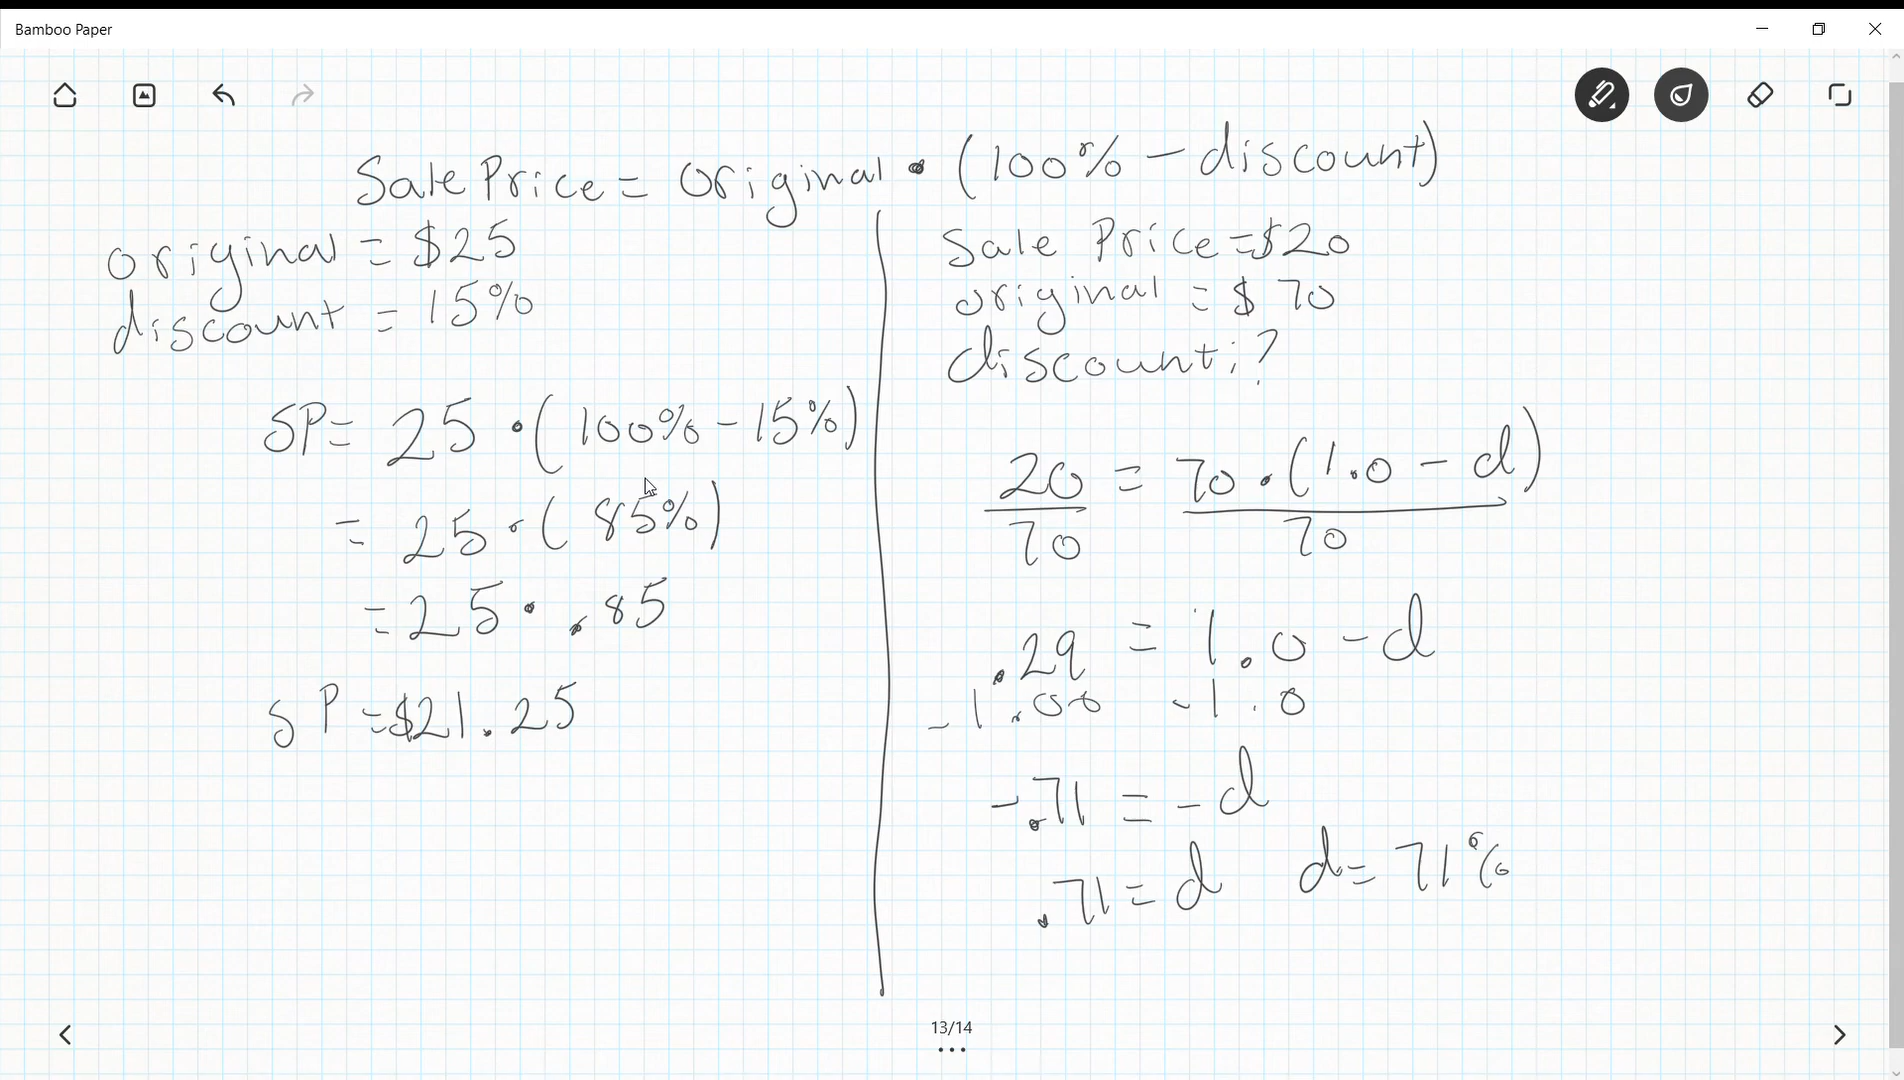 Bamboo Paper
Sale Price = Original • (100% - discount)
original = $25
discount = 15%
SP = 25 • (100% - 15%)
= 25 • (85%)
= 25 • .85
SP = $21.25
Sale Price = $20
original = $70
discount: ?
20 = 70 • (1.0 - d)
70 70
.29 = 1.0 - d
-1.00 -1.0
-.71 = -d
.71 = d d = 71%
13/14